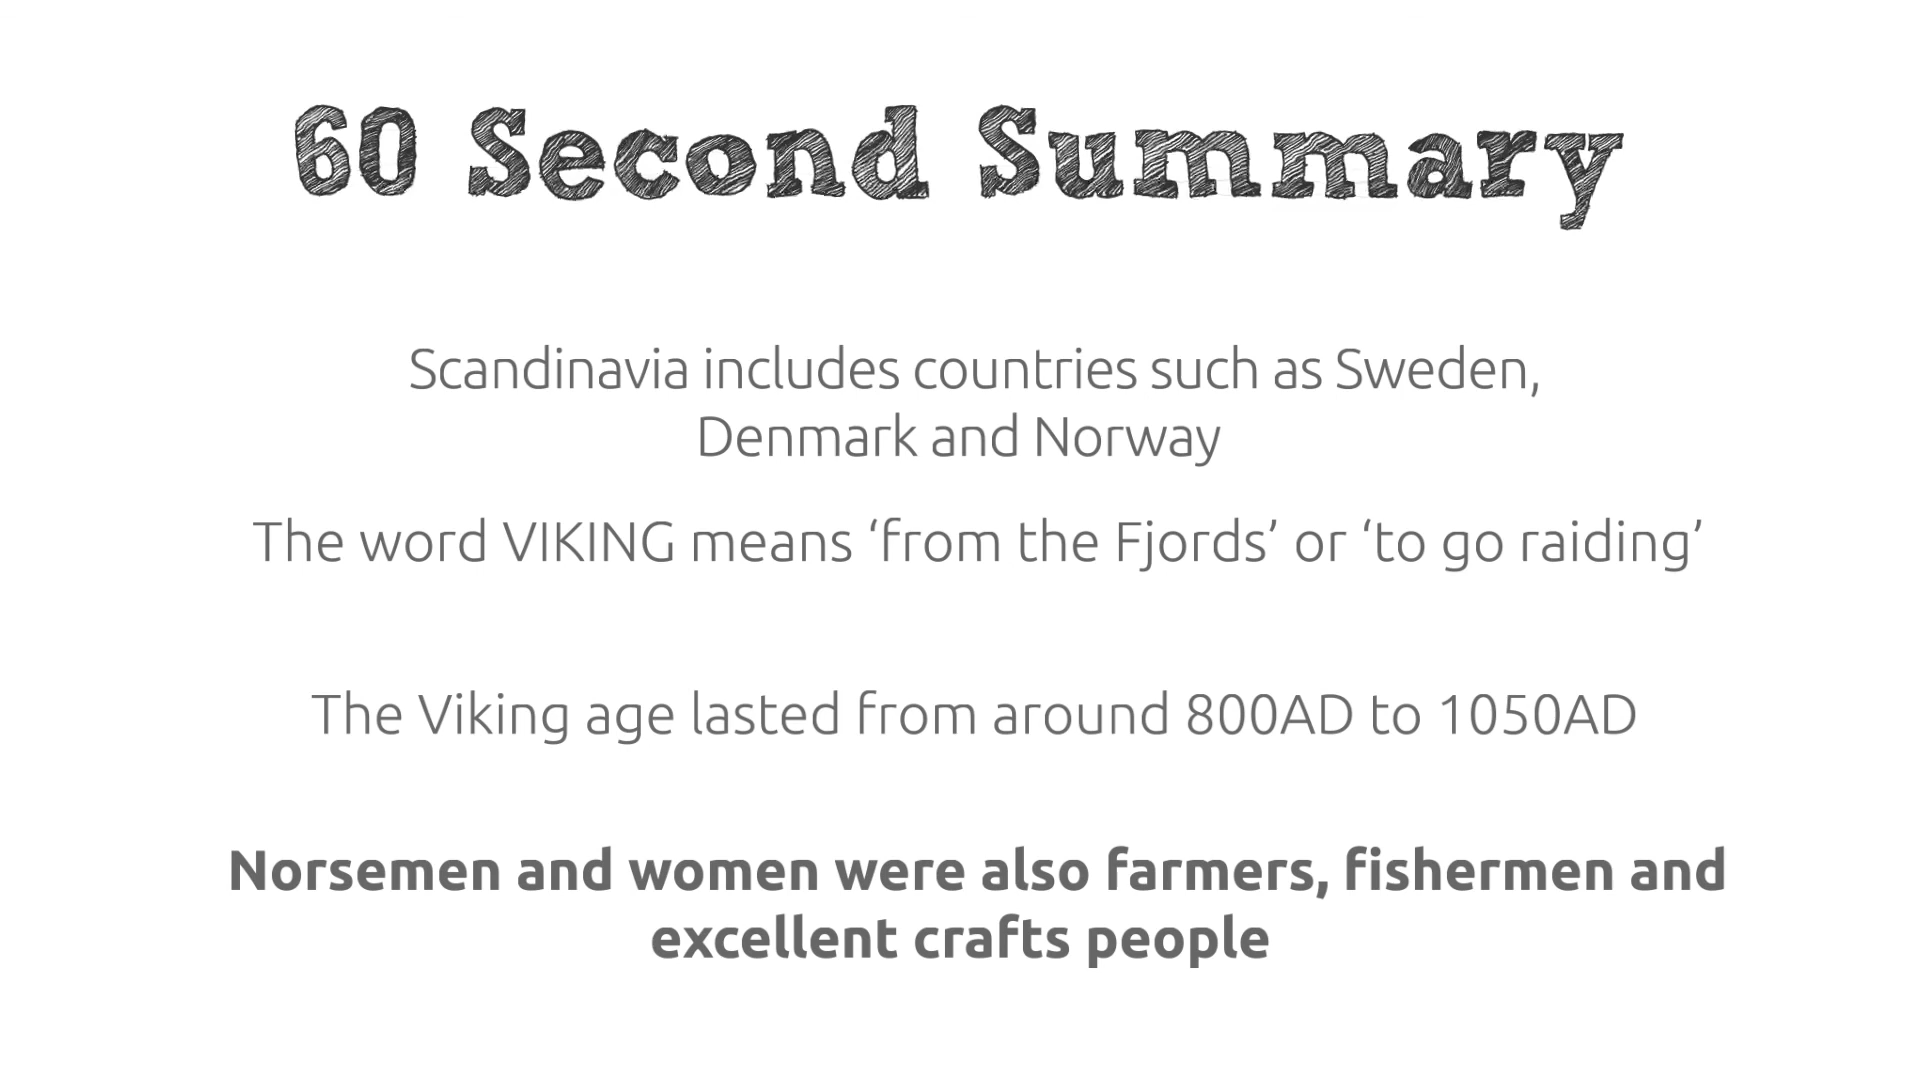 60 Second Summary
Scandinavia includes countries such as Sweden,
Denmark and Norway
The word VIKING means ‘from the Fjords’ or ‘to go raiding’
The Viking age lasted from around 800AD to 1050AD
Norsemen and women were also farmers, fishermen and
excellent crafts people